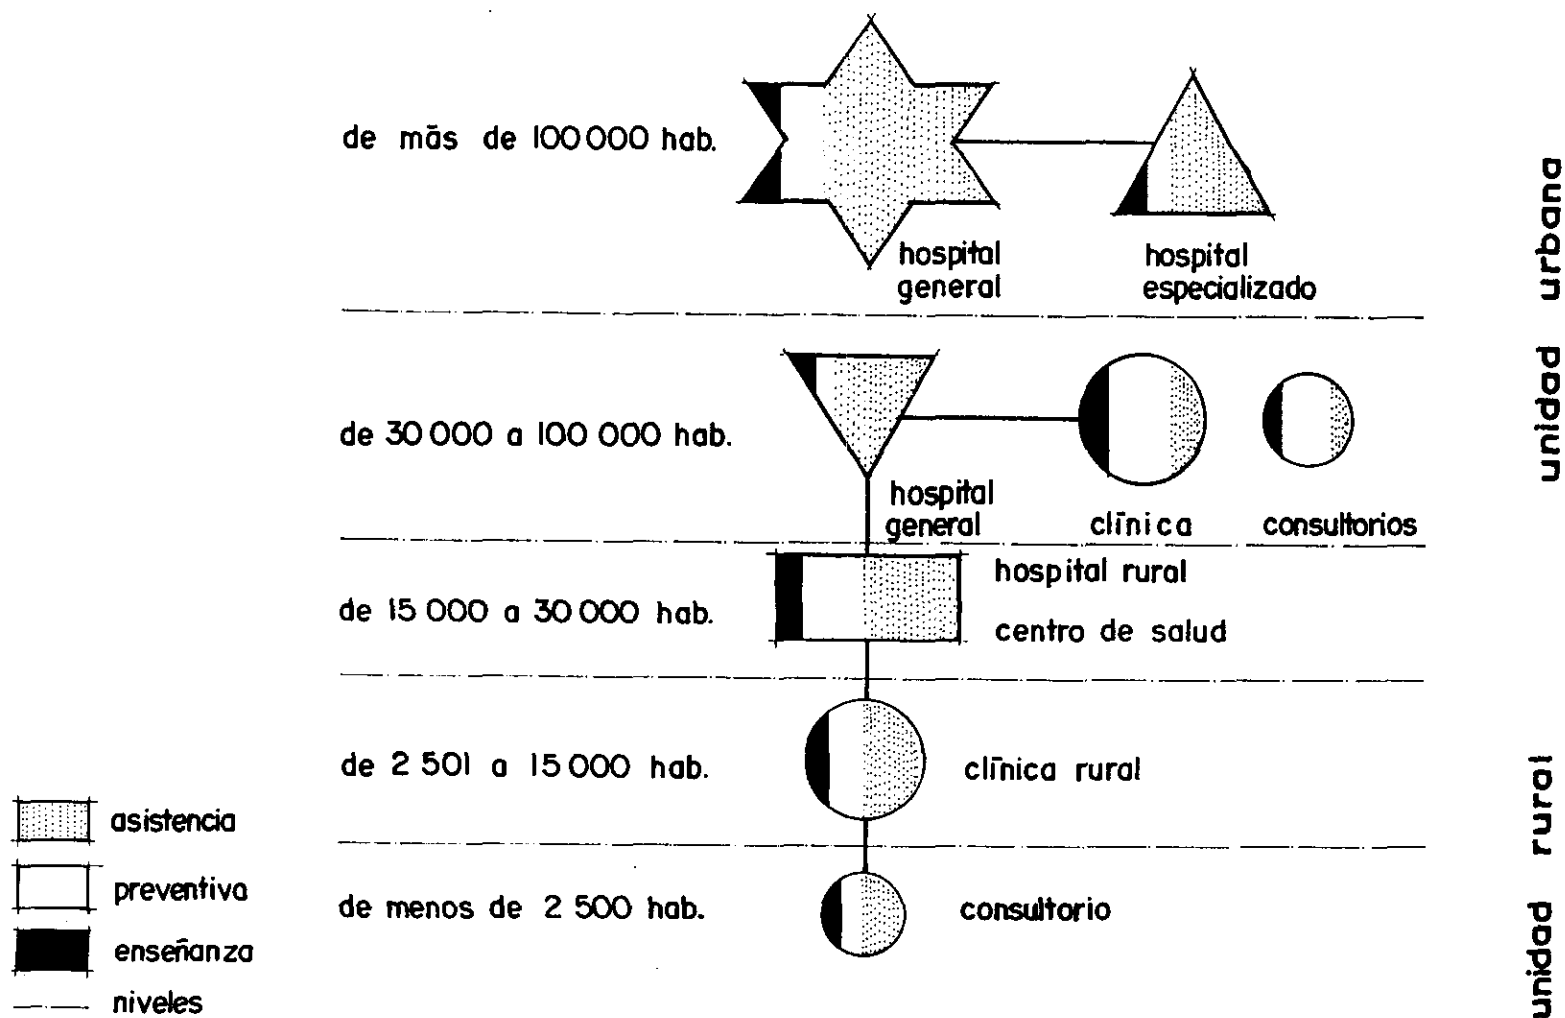 de más de 100 000 hab.
hospital
general
hospital
especializado
de 30 000 a 100 000 hab.
hospital
general
clínica
consultorios
unidad urbana
de 15 000 a 30 000 hab.
hospital rural
centro de salud
de 2 501 a 15 000 hab.
clínica rural
de menos de 2 500 hab.
consultorio
unidad rural
asistencia
preventiva
enseñanza
niveles